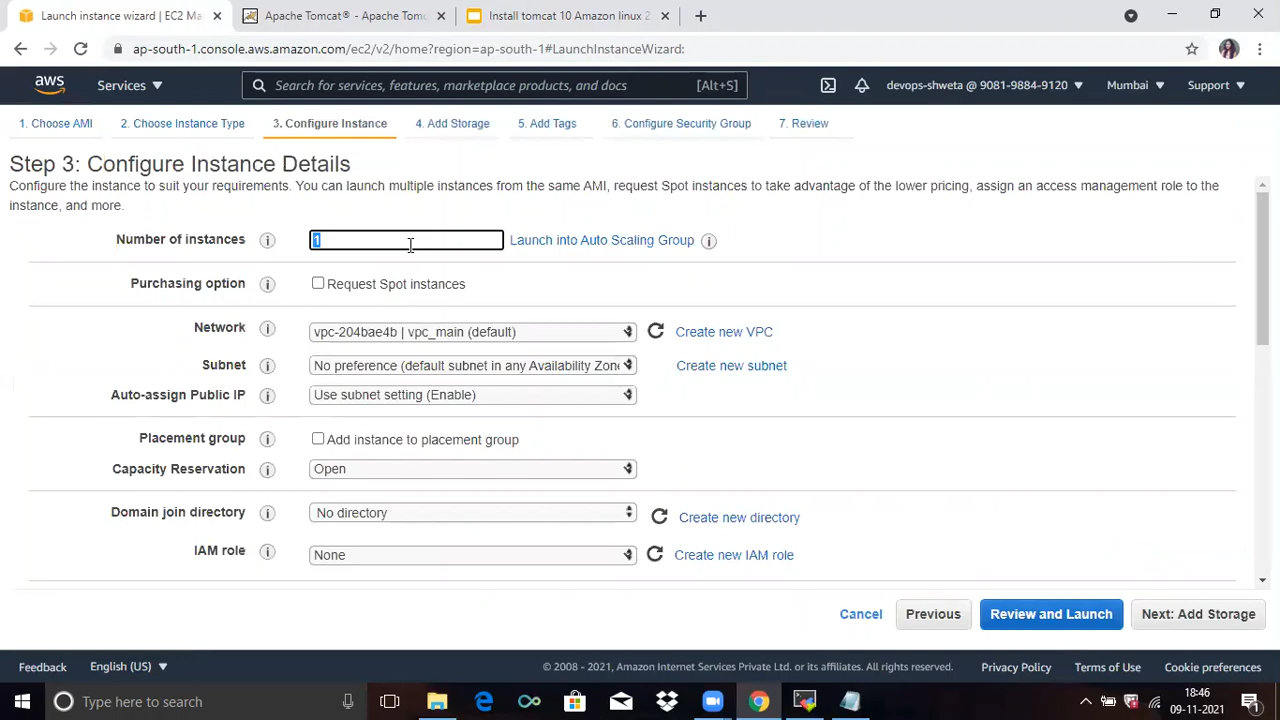 Launch instance wizard | EC2 Ma
Apache Tomcat® - Apache Tomc
Install tomcat 10 Amazon linux 2
ap-south-1.console.aws.amazon.com/ec2/v2/home?region=ap-south-1#LaunchInstanceWizard:
aws
Services
Search for services, features, marketplace products, and docs
[Alt+S]
devops-shweta @ 9081-9884-9120
Mumbai
Support
1. Choose AMI
2. Choose Instance Type
3. Configure Instance
4. Add Storage
5. Add Tags
6. Configure Security Group
7. Review
Step 3: Configure Instance Details
Configure the instance to suit your requirements. You can launch multiple instances from the same AMI, request Spot instances to take advantage of the lower pricing, assign an access management role to the
instance, and more.
Number of instances
1
Launch into Auto Scaling Group
Purchasing option
Request Spot instances
Network
vpc-204bae4b | vpc_main (default)
Create new VPC
Subnet
No preference (default subnet in any Availability Zone
Create new subnet
Auto-assign Public IP
Use subnet setting (Enable)
Placement group
Add instance to placement group
Capacity Reservation
Open
Domain join directory
No directory
Create new directory
IAM role
None
Create new IAM role
Cancel
Previous
Review and Launch
Next: Add Storage
Feedback
English (US)
© 2008 - 2021, Amazon Internet Services Private Ltd. or its affiliates. All rights reserved.
Privacy Policy
Terms of Use
Cookie preferences
Type here to search
18:46
09-11-2021
1